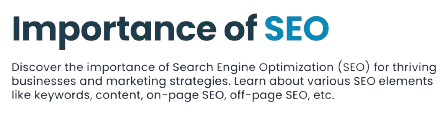 Importance of SEO
Discover the importance of Search Engine Optimization (SEO) for thriving
businesses and marketing strategies. Learn about various SEO elements
like keywords, content, on-page SEO, off-page SEO, etc.